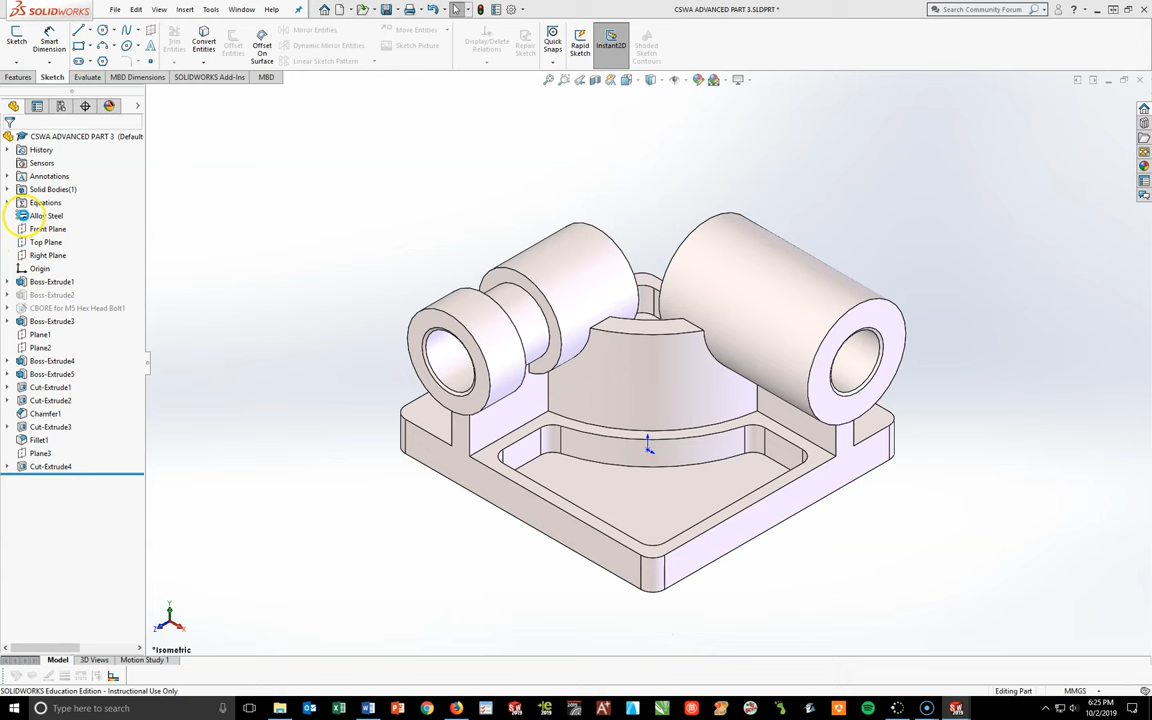 SOLIDWORKS File Edit View Insert Tools Window Help CSWA ADVANCED PART 3.SLDPRT * Search Community Forum
Sketch Smart Dimension Trim Entities Convert Entities Offset Entities Offset On Surface Mirror Entities Dynamic Mirror Entities Linear Sketch Pattern Move Entities Sketch Picture Display/Delete Relations Repair Sketch Quick Snaps Rapid Sketch Instant2D Shaded Sketch Contours
Features Sketch Evaluate MBD Dimensions SOLIDWORKS Add-Ins MBD
CSWA ADVANCED PART 3 (Default
History
Sensors
Annotations
Solid Bodies(1)
Equations
Alloy Steel
Front Plane
Top Plane
Right Plane
Origin
Boss-Extrude1
Boss-Extrude2
CBORE for M5 Hex Head Bolt1
Boss-Extrude3
Plane1
Plane2
Boss-Extrude4
Boss-Extrude5
Cut-Extrude1
Cut-Extrude2
Chamfer1
Cut-Extrude3
Fillet1
Plane3
Cut-Extrude4
Y
Z X
*Isometric
Model 3D Views Motion Study 1
SOLIDWORKS Education Edition - Instructional Use Only Editing Part MMGS
Type here to search 6:25 PM
10/2/2019